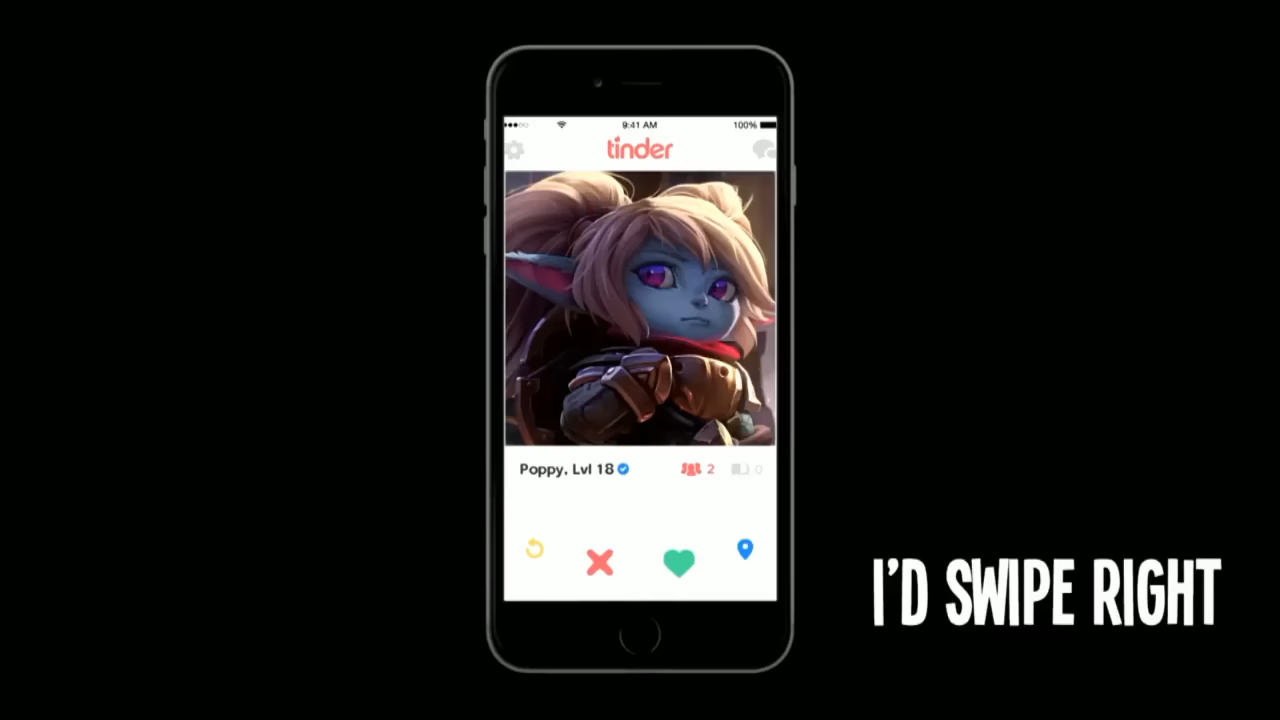 9:41 AM
100%
tinder
Poppy, Lvl 18
2
0
I'D SWIPE RIGHT